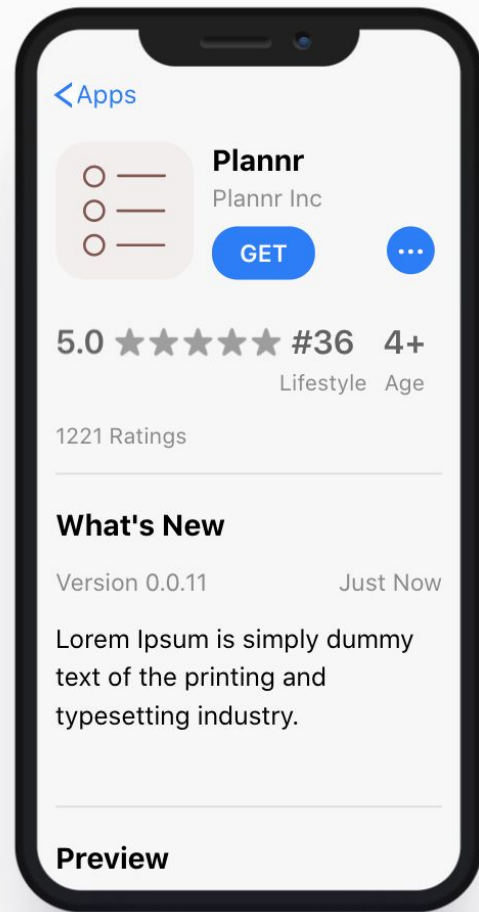 Apps
Plannr
Plannr Inc
GET
5.0 #36 4+
Lifestyle Age
1221 Ratings
What's New
Version 0.0.11 Just Now
Lorem Ipsum is simply dummy
text of the printing and
typesetting industry.
Preview